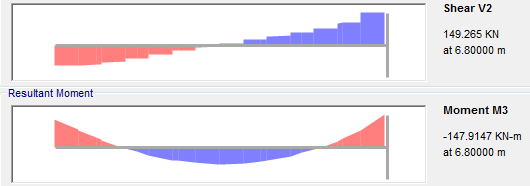 Shear V2
149.265 KN
at 6.80000 m
Resultant Moment
Moment M3
-147.9147 KN-m
at 6.80000 m